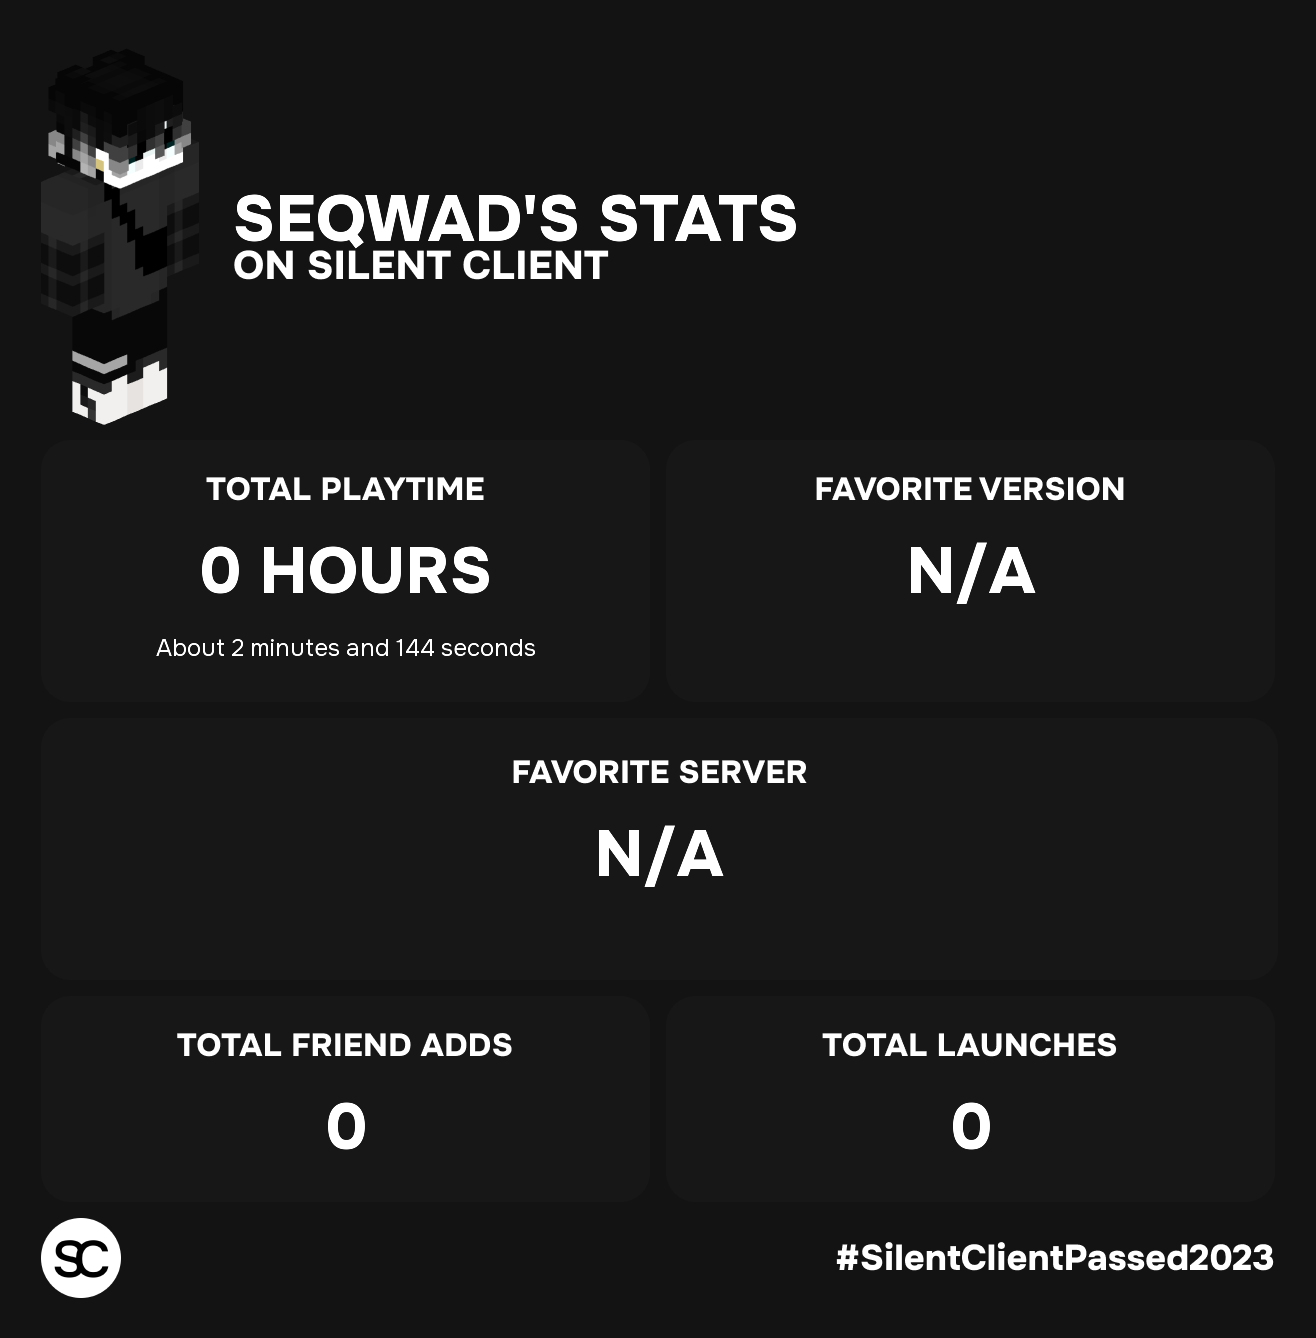 SEQWAD'S STATS
ON SILENT CLIENT
TOTAL PLAYTIME
0 HOURS
About 2 minutes and 144 seconds
FAVORITE VERSION
N/A
FAVORITE SERVER
N/A
TOTAL FRIEND ADDS
0
TOTAL LAUNCHES
0
SC
#SilentClientPassed2023